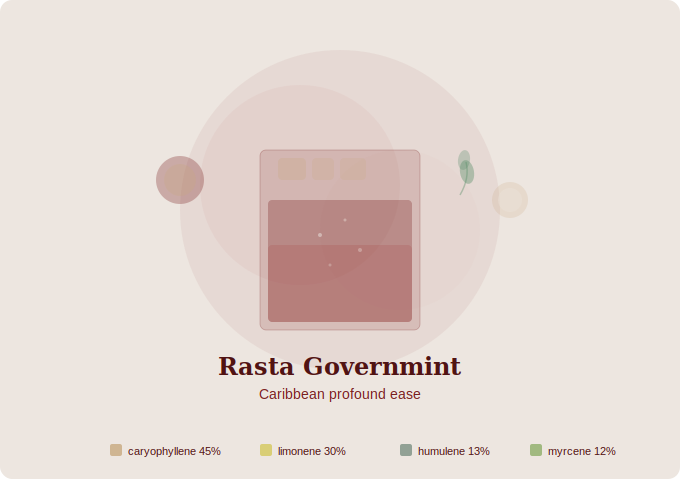 Rasta Governmint
Caribbean profound ease
caryophyllene 45% limonene 30% humulene 13% myrcene 12%